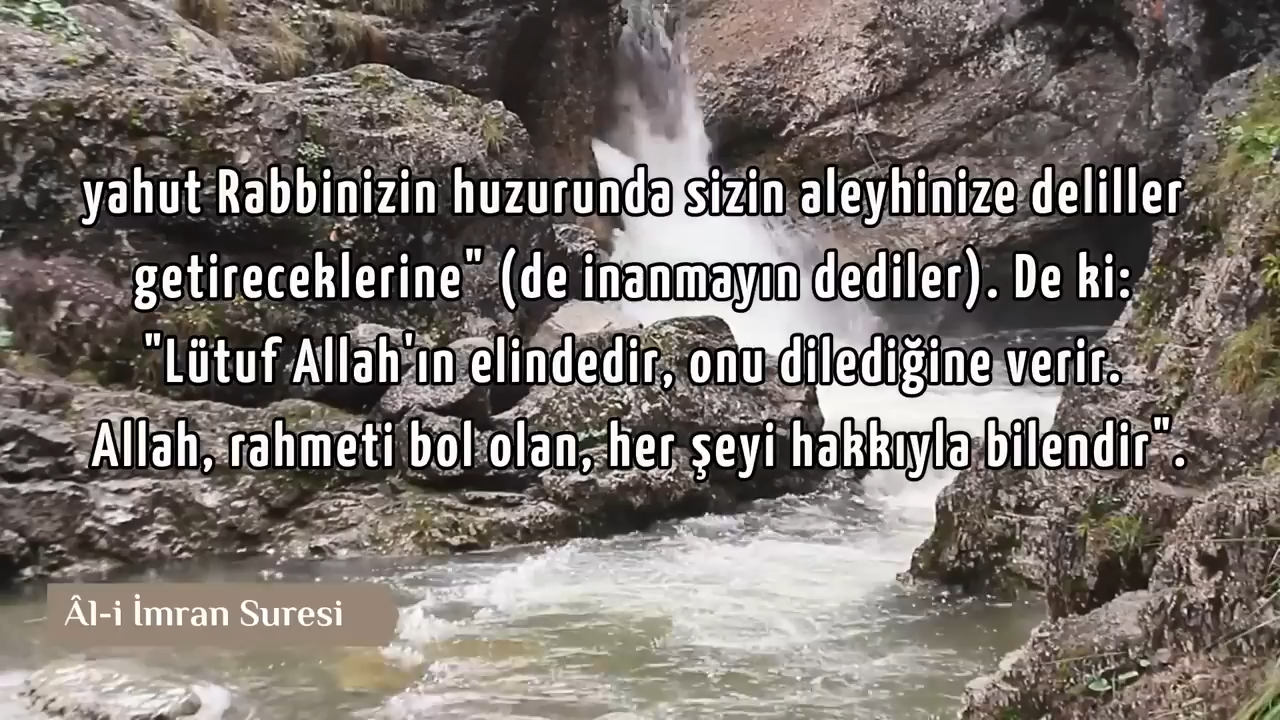 yahut Rabbinizin huzurunda sizin aleyhinize deliller
getireceklerine" (de inanmayın dediler). De ki:
"Lütuf Allah'ın elindedir, onu dilediğine verir.
Allah, rahmeti bol olan, her şeyi hakkıyla bilendir".
Âl-i İmran Suresi